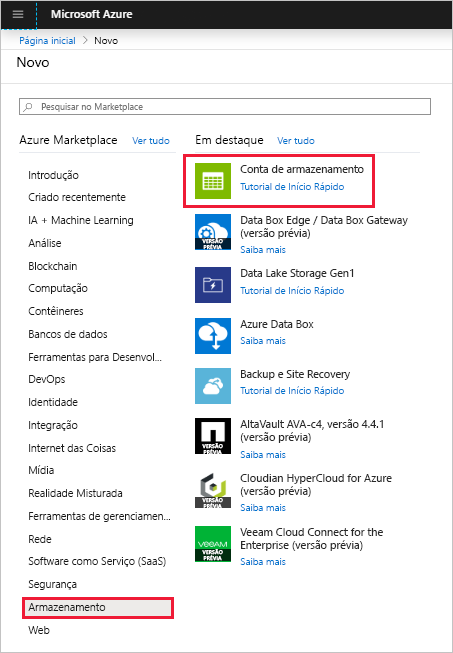 Microsoft Azure
Página inicial > Novo
Novo
Pesquisar no Marketplace
Azure Marketplace Ver tudo
Introdução
Criado recentemente
IA + Machine Learning
Análise
Blockchain
Computação
Contêineres
Bancos de dados
Ferramentas para Desenvol...
DevOps
Identidade
Integração
Internet das Coisas
Mídia
Realidade Misturada
Ferramentas de gerenciamen...
Rede
Software como Serviço (SaaS)
Segurança
Armazenamento
Web
Em destaque Ver tudo
Conta de armazenamento
Tutorial de Início Rápido
VERSÃO
PRÉVIA
Data Box Edge / Data Box Gateway
(versão prévia)
Saiba mais
Data Lake Storage Gen1
Tutorial de Início Rápido
Azure Data Box
Saiba mais
Backup e Site Recovery
Tutorial de Início Rápido
VERSÃO
PRÉVIA
AltaVault AVA-c4, versão 4.4.1
(versão prévia)
Saiba mais
VERSÃO
PRÉVIA
Cloudian HyperCloud for Azure
(versão prévia)
Saiba mais
VEEAM
VERSÃO
PRÉVIA
Veeam Cloud Connect for the
Enterprise (versão prévia)
Saiba mais